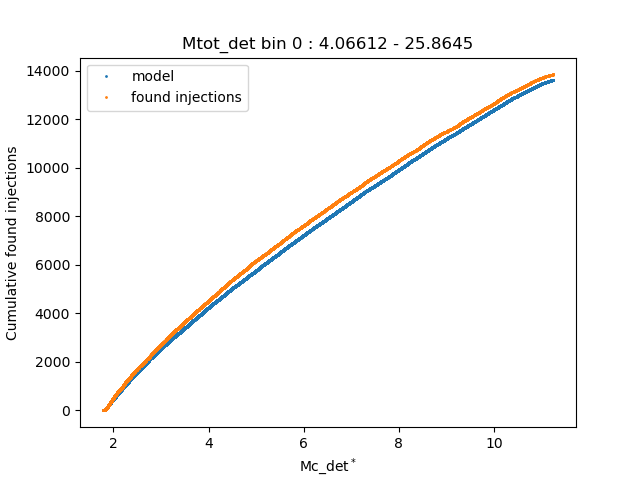 Mtot_det bin 0 : 4.06612 - 25.8645
model
found injections
Cumulative found injections
14000
12000
10000
8000
6000
4000
2000
0
2
4
6
8
10
Mc_det*